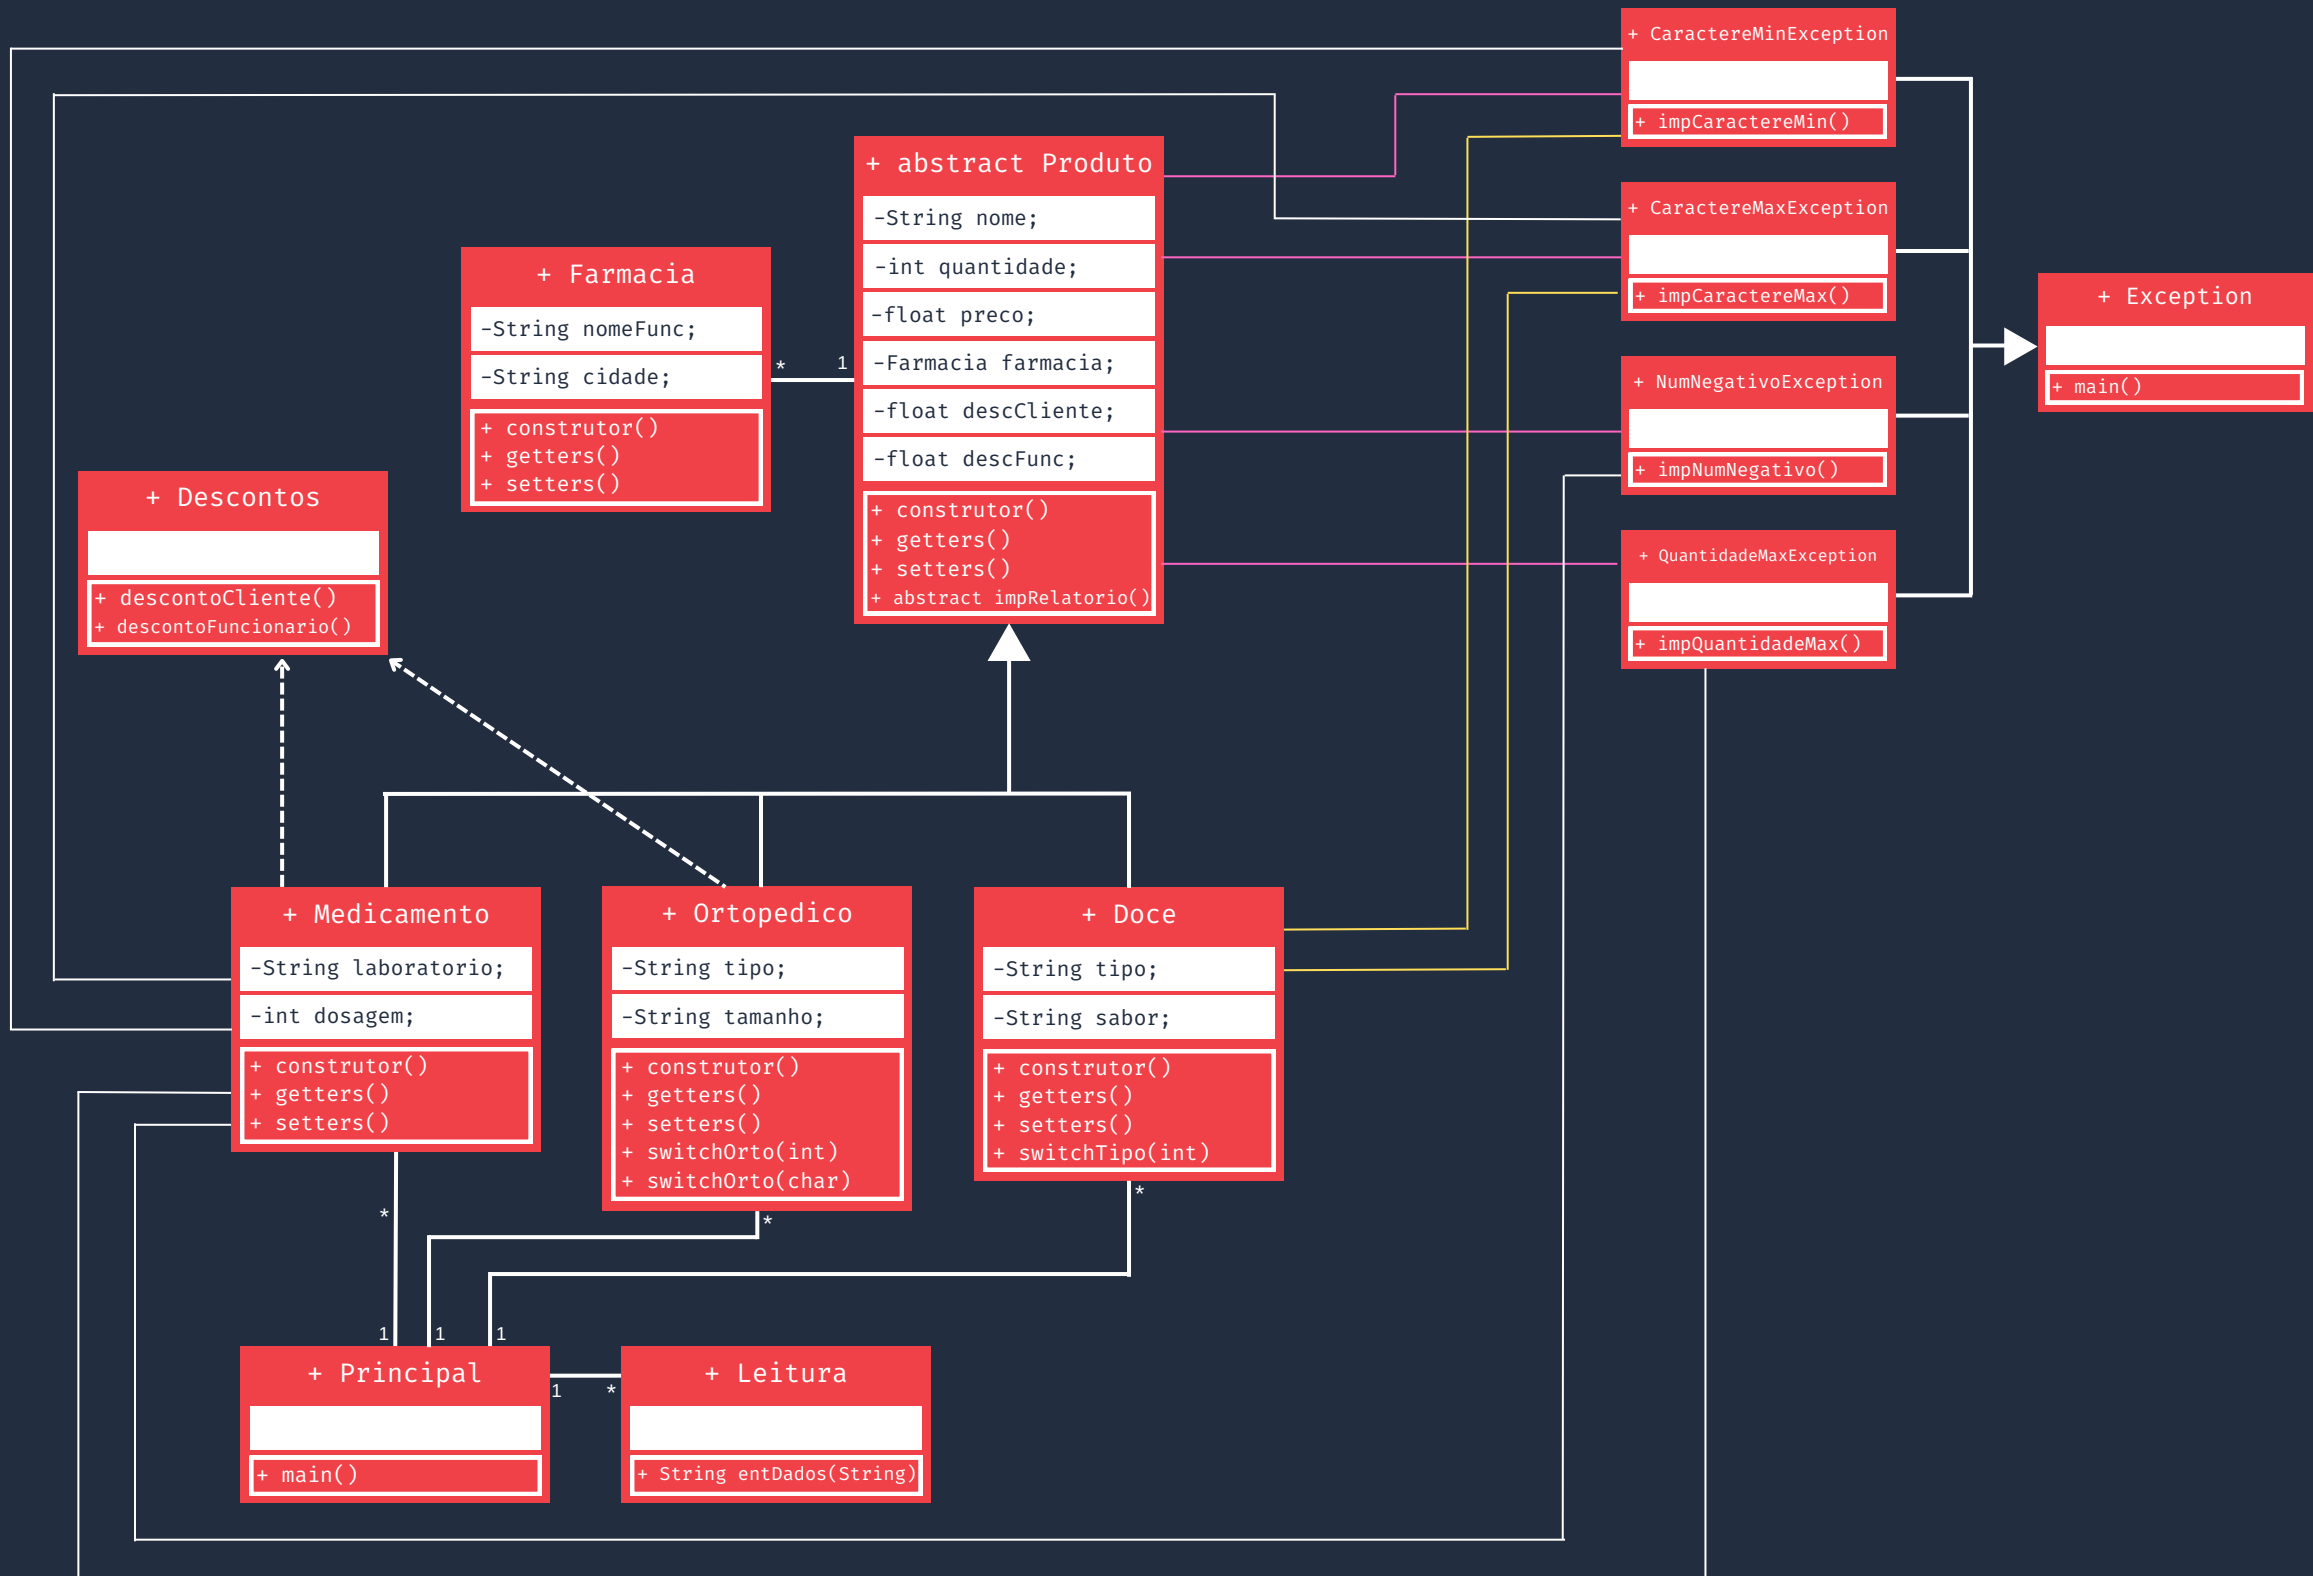 + CaractereMinException
+ impCaractereMin()
+ abstract Produto
-String nome;
-int quantidade;
-float preco;
-Farmacia farmacia;
-float descCliente;
-float descFunc;
+ construtor()
+ getters()
+ setters()
+ abstract impRelatorio()
+ CaractereMaxException
+ impCaractereMax()
+ Farmacia
-String nomeFunc;
-String cidade;
+ construtor()
+ getters()
+ setters()
*
1
+ Exception
+ main()
+ NumNegativoException
+ impNumNegativo()
+ Descontos
+ descontoCliente()
+ descontoFuncionario()
+ QuantidadeMaxException
+ impQuantidadeMax()
+ Medicamento
-String laboratorio;
-int dosagem;
+ construtor()
+ getters()
+ setters()
+ Ortopedico
-String tipo;
-String tamanho;
+ construtor()
+ getters()
+ setters()
+ switchOrto(int)
+ switchOrto(char)
+ Doce
-String tipo;
-String sabor;
+ construtor()
+ getters()
+ setters()
+ switchTipo(int)
*
*
*
1
1
1
+ Principal
+ main()
1
*
+ Leitura
+ String entDados(String)